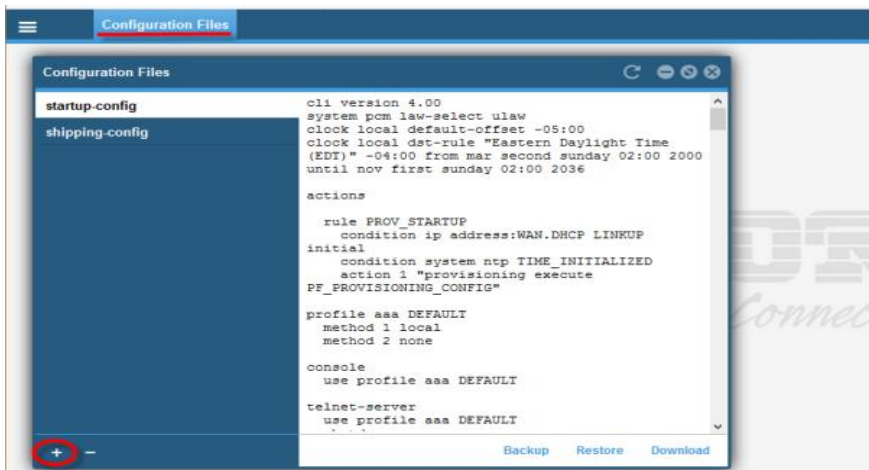 Configuration Files
Configuration Files
startup-config
shipping-config
cli version 4.00
system pcm law-select ulaw
clock local default-offset -05:00
clock local dst-rule "Eastern Daylight Time
(EDT)" -04:00 from mar second sunday 02:00 2000
until nov first sunday 02:00 2036
actions
rule PROV_STARTUP
condition ip address:WAN.DHCP LINKUP
initial
condition system ntp TIME_INITIALIZED
action 1 "provisioning execute
PF_PROVISIONING_CONFIG"
profile aaa DEFAULT
method 1 local
method 2 none
console
use profile aaa DEFAULT
telnet-server
use profile aaa DEFAULT
+ −
Backup Restore Download
Connec